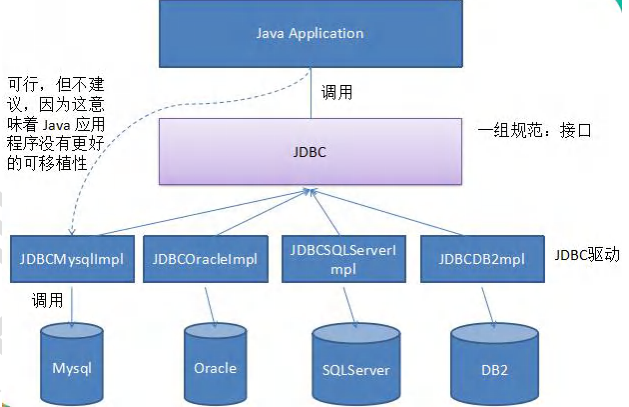 Java Application
可行，但不建
议，因为这意
味着 Java 应用
程序没有更好
的可移植性
调用
一组规范：接口
JDBC
JDBCMysqlImpl
JDBCOracleImpl
JDBCSQLServerI
mpl
JDBCDB2mpl
JDBC驱动
调用
Mysql
Oracle
SQLServer
DB2